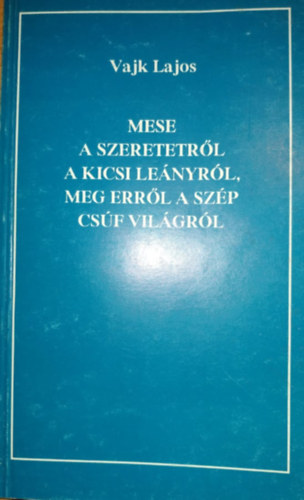 Vajk Lajos
MESE
A SZERETETRŐL
A KICSI LEÁNYRÓL,
MEG ERRŐL A SZÉP
CSÚF VILÁGRÓL